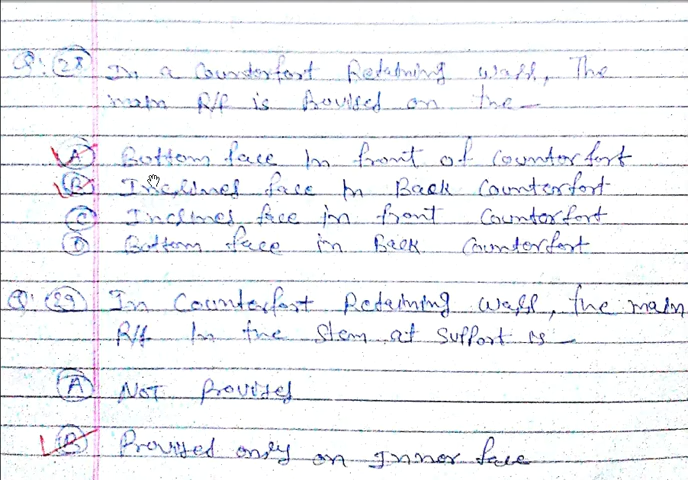 Q:(28) In a Counterfort Retaining wall, The
main R/f is Provided on the -
(A) Bottom face In front of Counterfort
(B) Inclined face In Back Counterfort
(C) Inclined face in front Counterfort
(D) Bottom face in Back Counterfort
Q:(29) In Counterfort Retaining wall, the main
R/f In the Stem at Support is -
(A) NOT Provided
(B) Provided only on Inner face